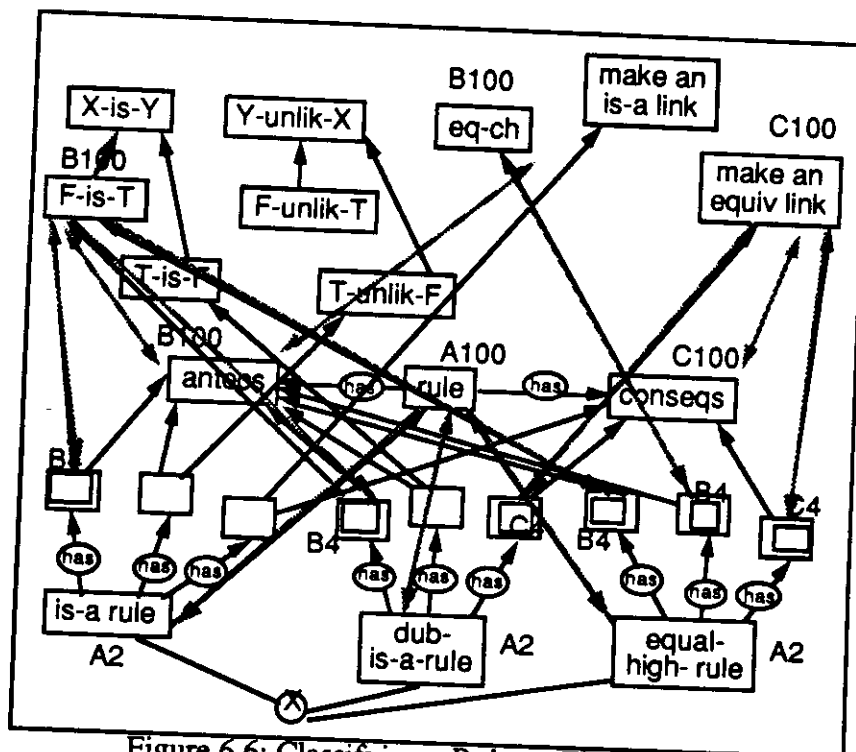 B100
make an
is-a link
X-is-Y
Y-unlik-X
eq-ch
C100
B100
F-is-T
F-unlik-T
make an
equiv link
T-is-F
T-unlik-F
B100
A100
C100
antecs
has
rule
has
conseqs
B
B4
C4
B4
B4
C4
has
has
has
has
has
has
has
has
has
is-a rule
A2
dub-
is-a-rule
A2
equal-
high- rule
A2
X
Figure 6.6: Classifying